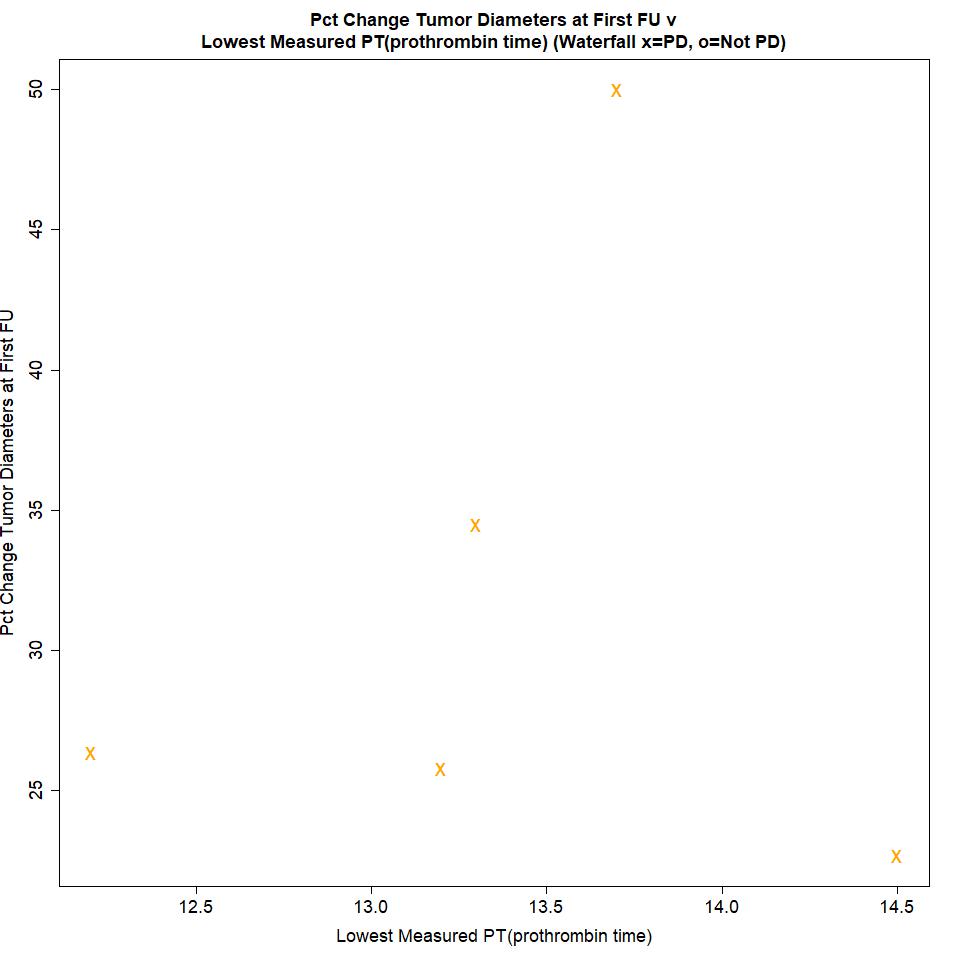 Pct Change Tumor Diameters at First FU v
Lowest Measured PT(prothrombin time) (Waterfall x=PD, o=Not PD)
Pct Change Tumor Diameters at First FU
50
45
40
35
30
25
X
X
X
X
X
12.5
13.0
13.5
14.0
14.5
Lowest Measured PT(prothrombin time)